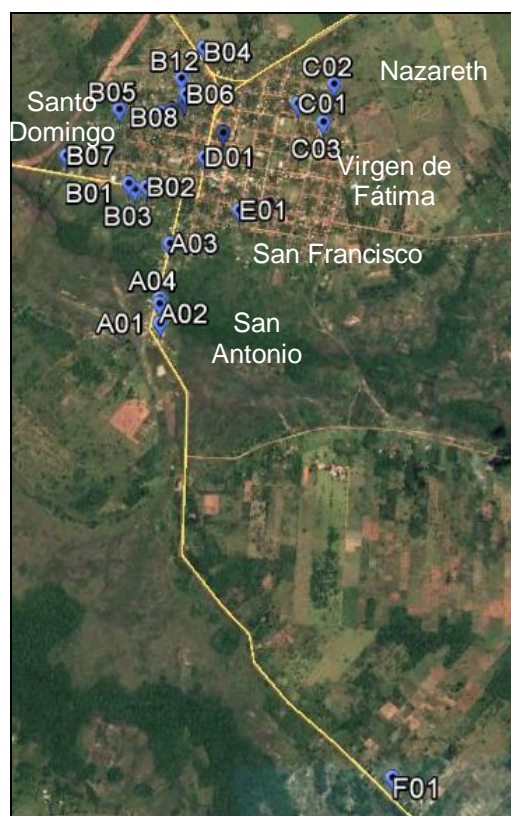 B04
B12
C02
Nazareth
B06
B05
B08
C01
Santo
Domingo
C03
D01
B07
Virgen de
Fátima
B01
B02
B03
E01
A03
San Francisco
A04
A01
A02
San
Antonio
F01